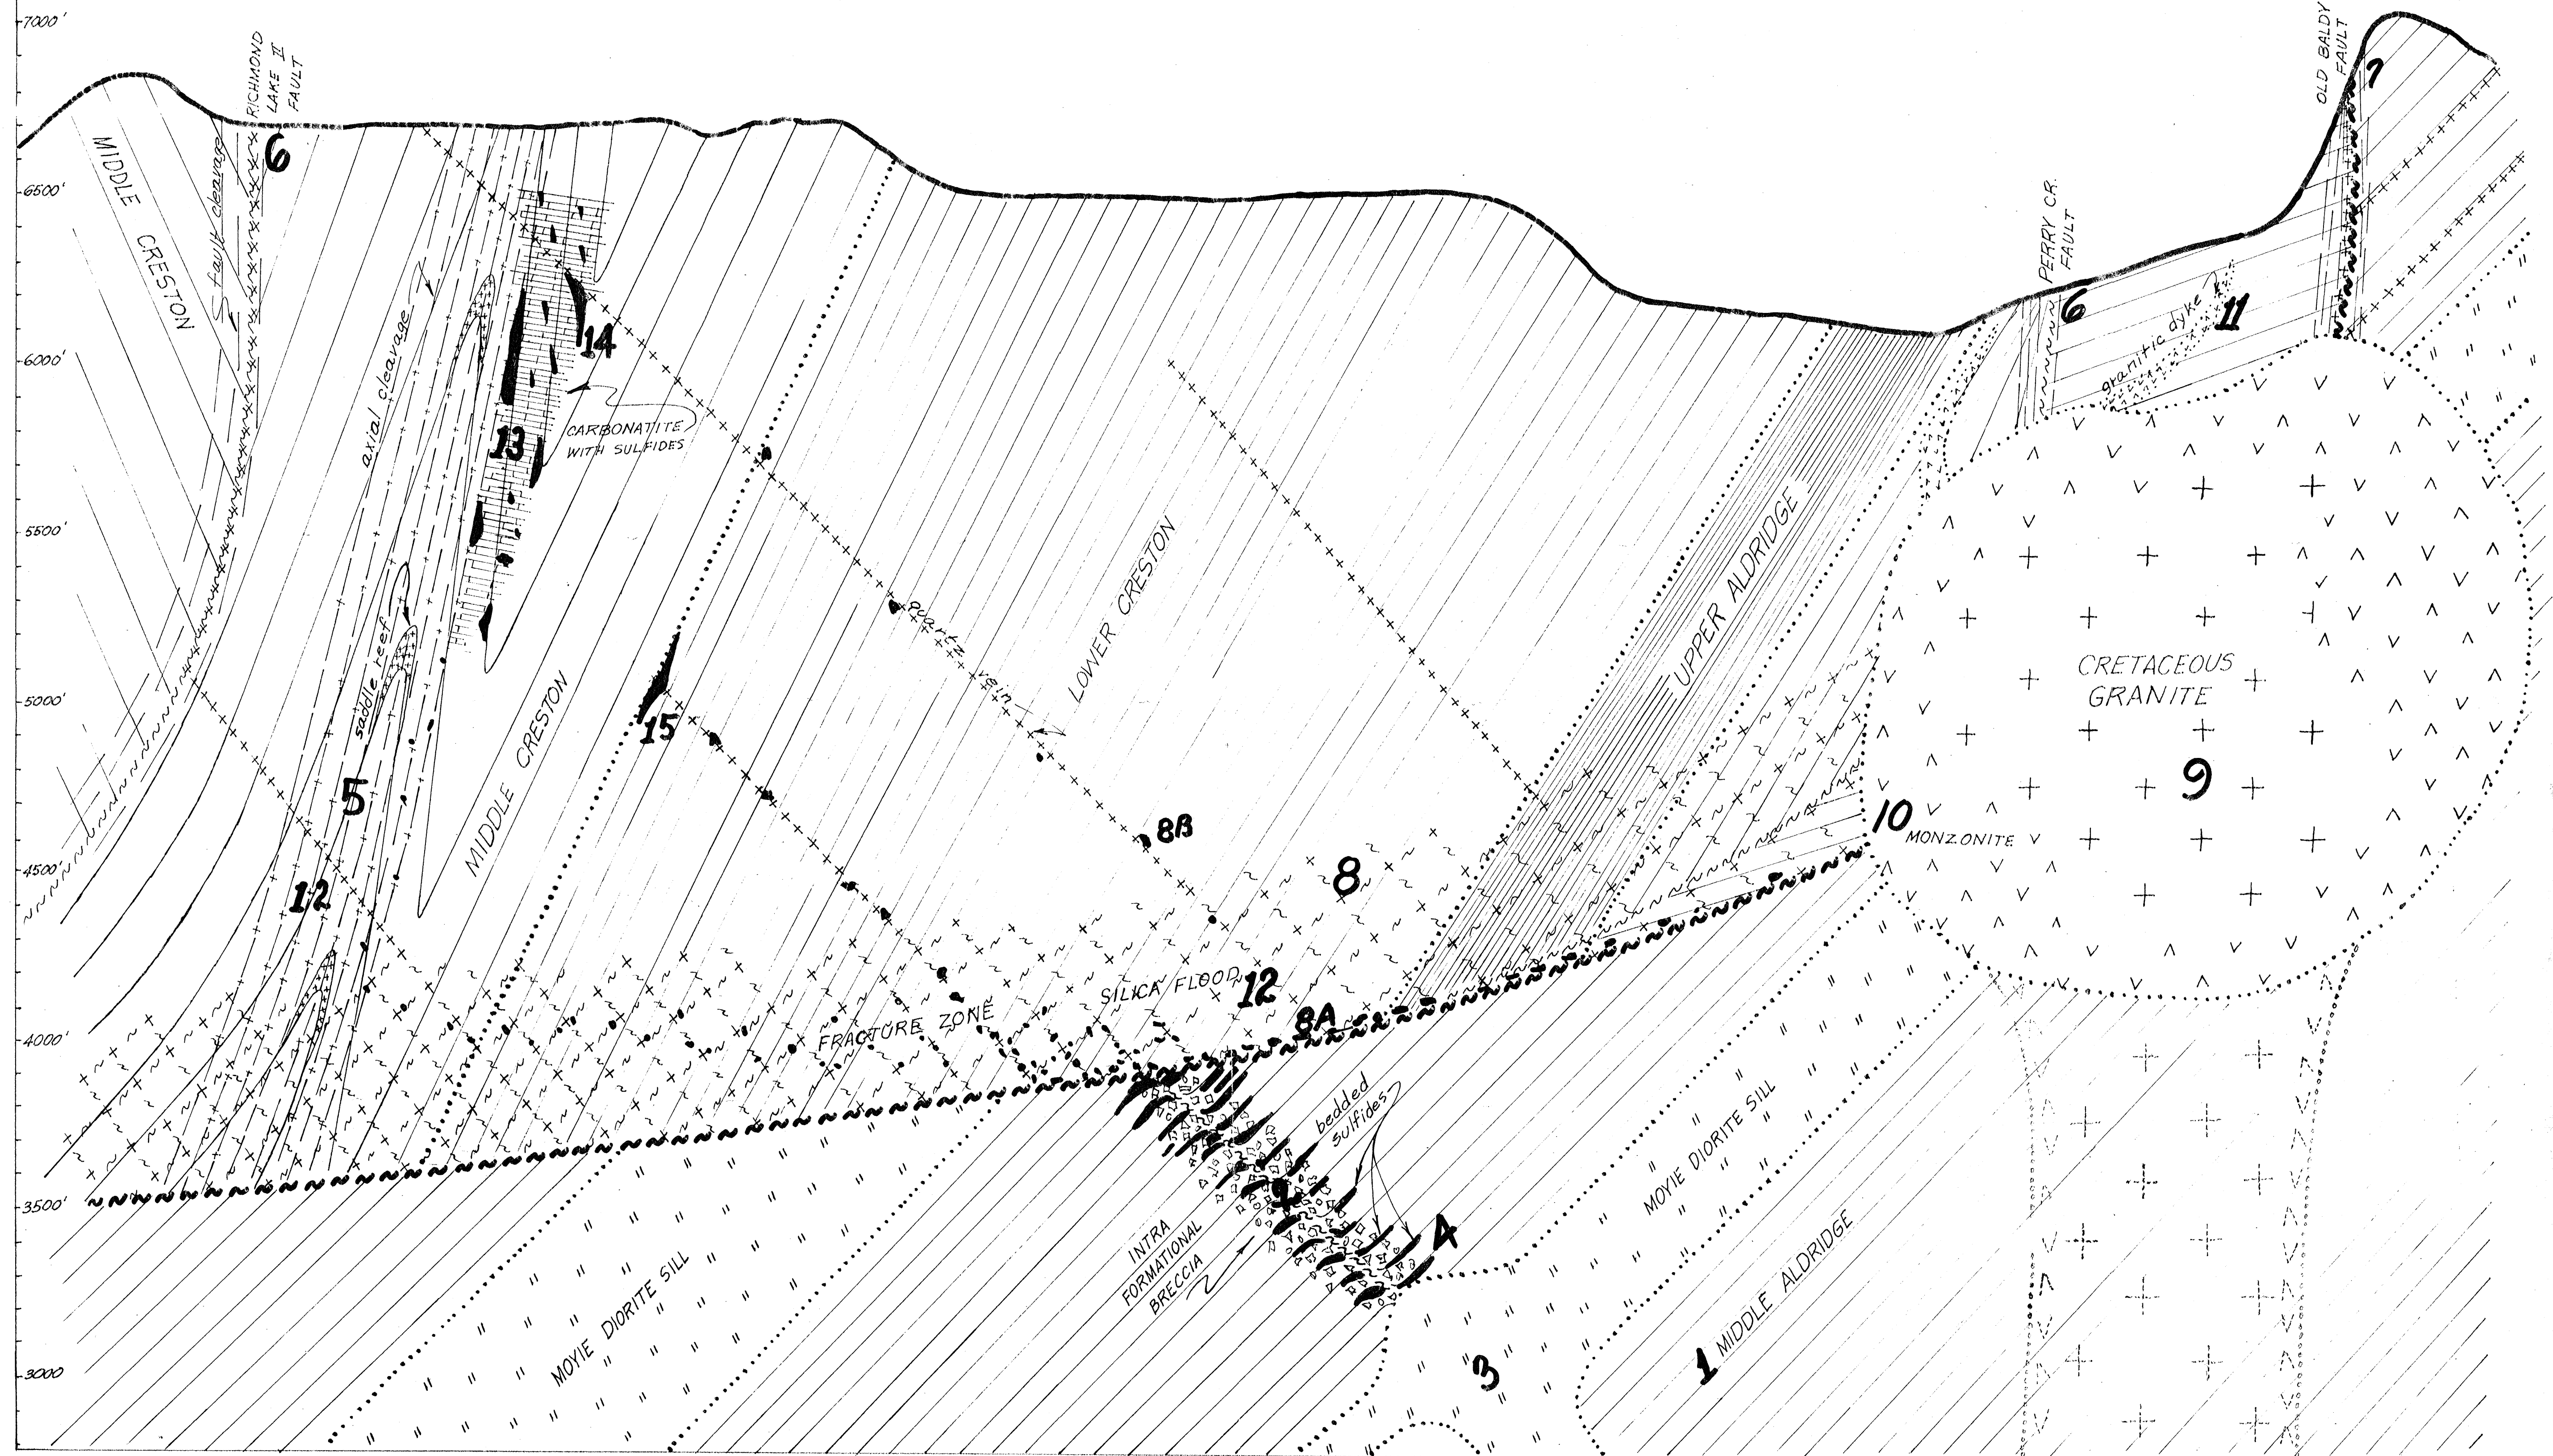 7000'
6500'
6000'
5500'
5000'
4500'
4000'
3500'
3000
RICHMOND
LAKE II
FAULT
6
MIDDLE CRESTON
fault cleavage
axial cleavage
saddle reef
5
12
13
14
CARBONATITE
WITH SULFIDES
MIDDLE CRESTON
15
quartz vein
LOWER CRESTON
8B
8
SILICA FLOOD
12
FRACTURE ZONE
8A
UPPER ALDRIDGE
PERRY CR.
FAULT
6
granitic dyke
11
OLD BALDY
FAULT
7
CRETACEOUS
GRANITE
9
10
MONZONITE
bedded
sulfides
2
4
INTRA
FORMATIONAL
BRECCIA
MOYIE DIORITE SILL
MOYIE DIORITE SILL
3
1 MIDDLE ALDRIDGE